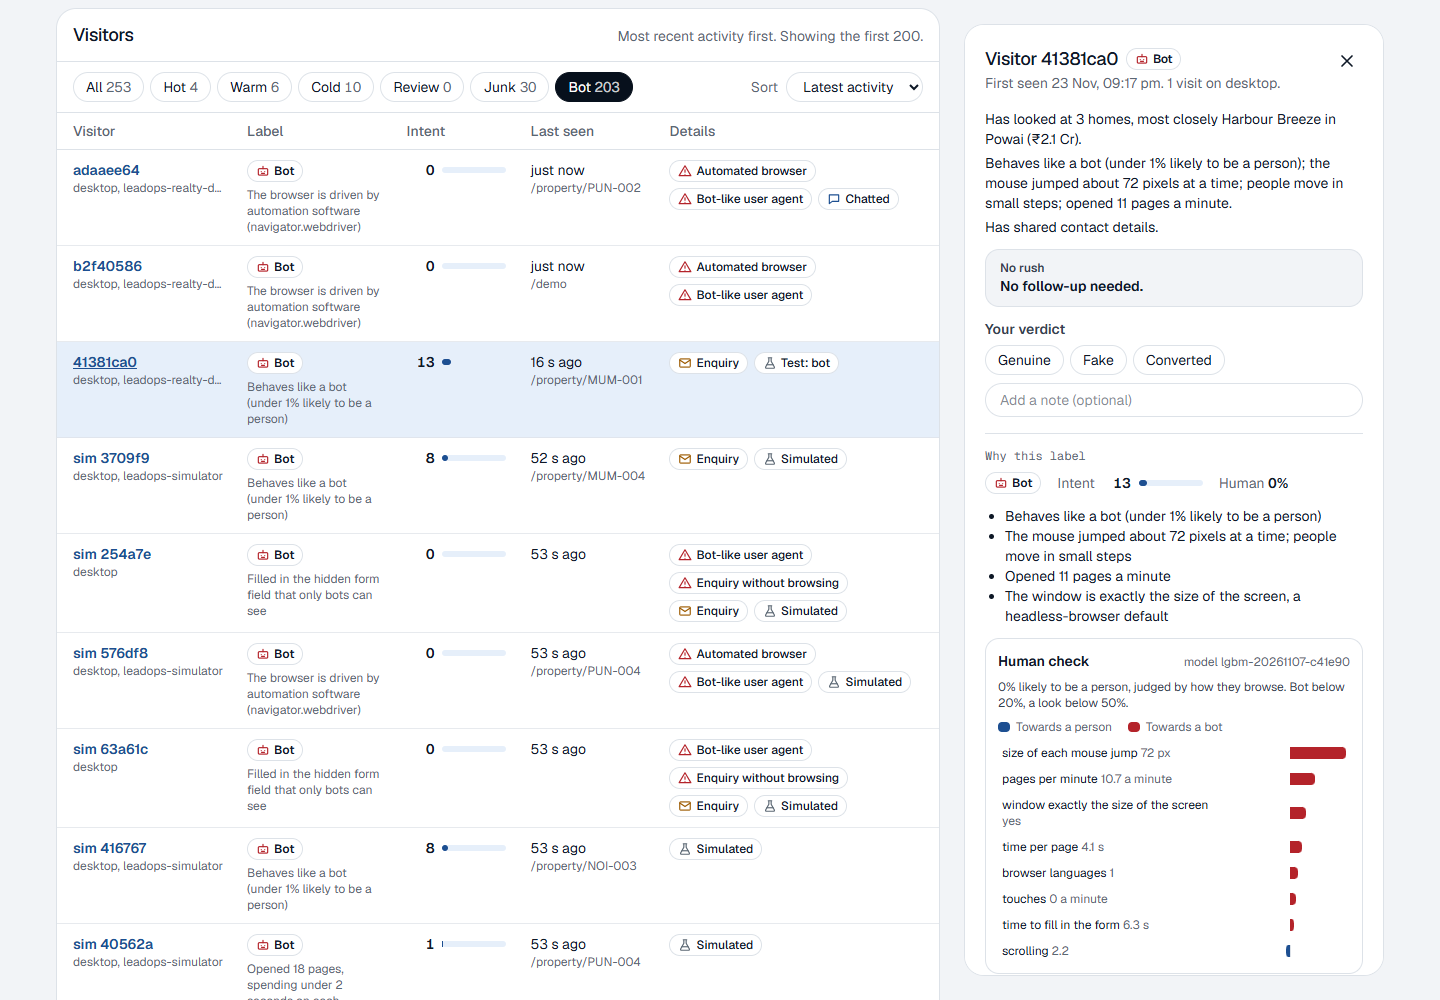 Visitors
Most recent activity first. Showing the first 200.
All 253
Hot 4
Warm 6
Cold 10
Review 0
Junk 30
Bot 203
Sort
Latest activity
Visitor Label Intent Last seen Details
adaaee64
desktop, leadops-realty-d...
Bot
The browser is driven by
automation software
(navigator.webdriver)
0
just now
/property/PUN-002
Automated browser
Bot-like user agent
Chatted
b2f40586
desktop, leadops-realty-d...
Bot
The browser is driven by
automation software
(navigator.webdriver)
0
just now
/demo
Automated browser
Bot-like user agent
41381ca0
desktop, leadops-realty-d...
Bot
Behaves like a bot
(under 1% likely to be a
person)
13
16 s ago
/property/MUM-001
Enquiry
Test: bot
sim 3709f9
desktop, leadops-simulator
Bot
Behaves like a bot
(under 1% likely to be a
person)
8
52 s ago
/property/MUM-004
Enquiry
Simulated
sim 254a7e
desktop
Bot
Filled in the hidden form
field that only bots can
see
0
53 s ago
Bot-like user agent
Enquiry without browsing
Enquiry
Simulated
sim 576df8
desktop, leadops-simulator
Bot
The browser is driven by
automation software
(navigator.webdriver)
0
53 s ago
/property/PUN-004
Automated browser
Bot-like user agent
Simulated
sim 63a61c
desktop
Bot
Filled in the hidden form
field that only bots can
see
0
53 s ago
Bot-like user agent
Enquiry without browsing
Enquiry
Simulated
sim 416767
desktop, leadops-simulator
Bot
Behaves like a bot
(under 1% likely to be a
person)
8
53 s ago
/property/NOI-003
Simulated
sim 40562a
desktop, leadops-simulator
Bot
Opened 18 pages,
spending under 2
seconds on each
1
53 s ago
/property/PUN-004
Simulated
Visitor 41381ca0
Bot
First seen 23 Nov, 09:17 pm. 1 visit on desktop.
Has looked at 3 homes, most closely Harbour Breeze in
Powai (₹2.1 Cr).
Behaves like a bot (under 1% likely to be a person); the
mouse jumped about 72 pixels at a time; people move in
small steps; opened 11 pages a minute.
Has shared contact details.
No rush
No follow-up needed.
Your verdict
Genuine
Fake
Converted
Add a note (optional)
Why this label
Bot
Intent 13
Human 0%
Behaves like a bot (under 1% likely to be a person)
The mouse jumped about 72 pixels at a time; people
move in small steps
Opened 11 pages a minute
The window is exactly the size of the screen, a
headless-browser default
Human check
model lgbm-20261107-c41e90
0% likely to be a person, judged by how they browse. Bot below
20%, a look below 50%.
Towards a person
Towards a bot
size of each mouse jump 72 px
pages per minute 10.7 a minute
window exactly the size of the screen
yes
time per page 4.1 s
browser languages 1
touches 0 a minute
time to fill in the form 6.3 s
scrolling 2.2